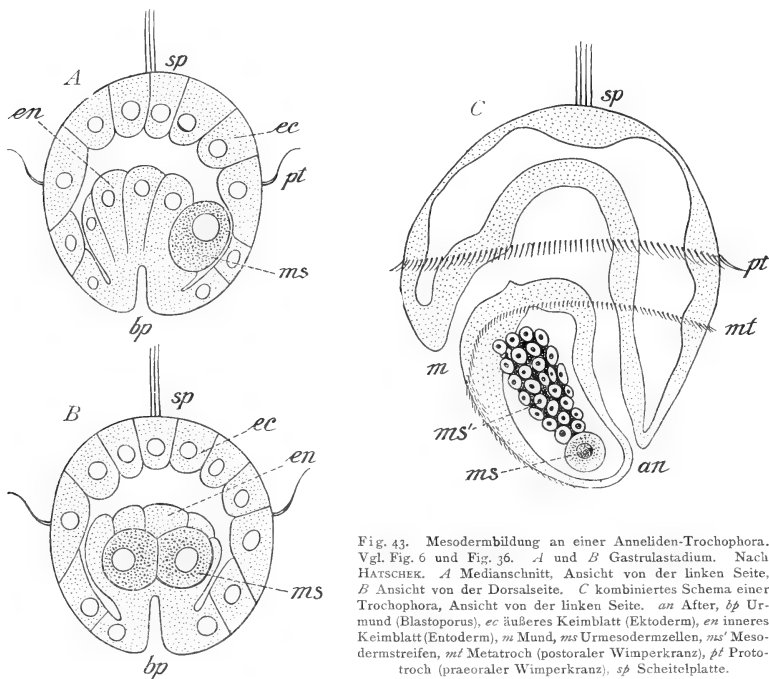 sp
A
en
ec
pt
ms
bp
sp
B
ec
en
ms
bp
C
sp
pt
mt
m
ms'
ms
an
Fig. 43. Mesodermbildung an einer Anneliden-Trochophora.
Vgl. Fig. 6 und Fig. 36. A und B Gastrulastadium. Nach
HATSCHEK. A Medianschnitt, Ansicht von der linken Seite,
B Ansicht von der Dorsalseite. C kombiniertes Schema einer
Trochophora, Ansicht von der linken Seite. an After, bp Ur-
mund (Blastoporus), ec äußeres Keimblatt (Ektoderm), en inneres
Keimblatt (Entoderm), m Mund, ms Urmesodermzellen, ms' Meso-
dermstreifen, mt Metatroch (postoraler Wimperkranz), pt Proto-
troch (praeoraler Wimperkranz), sp Scheitelplatte.